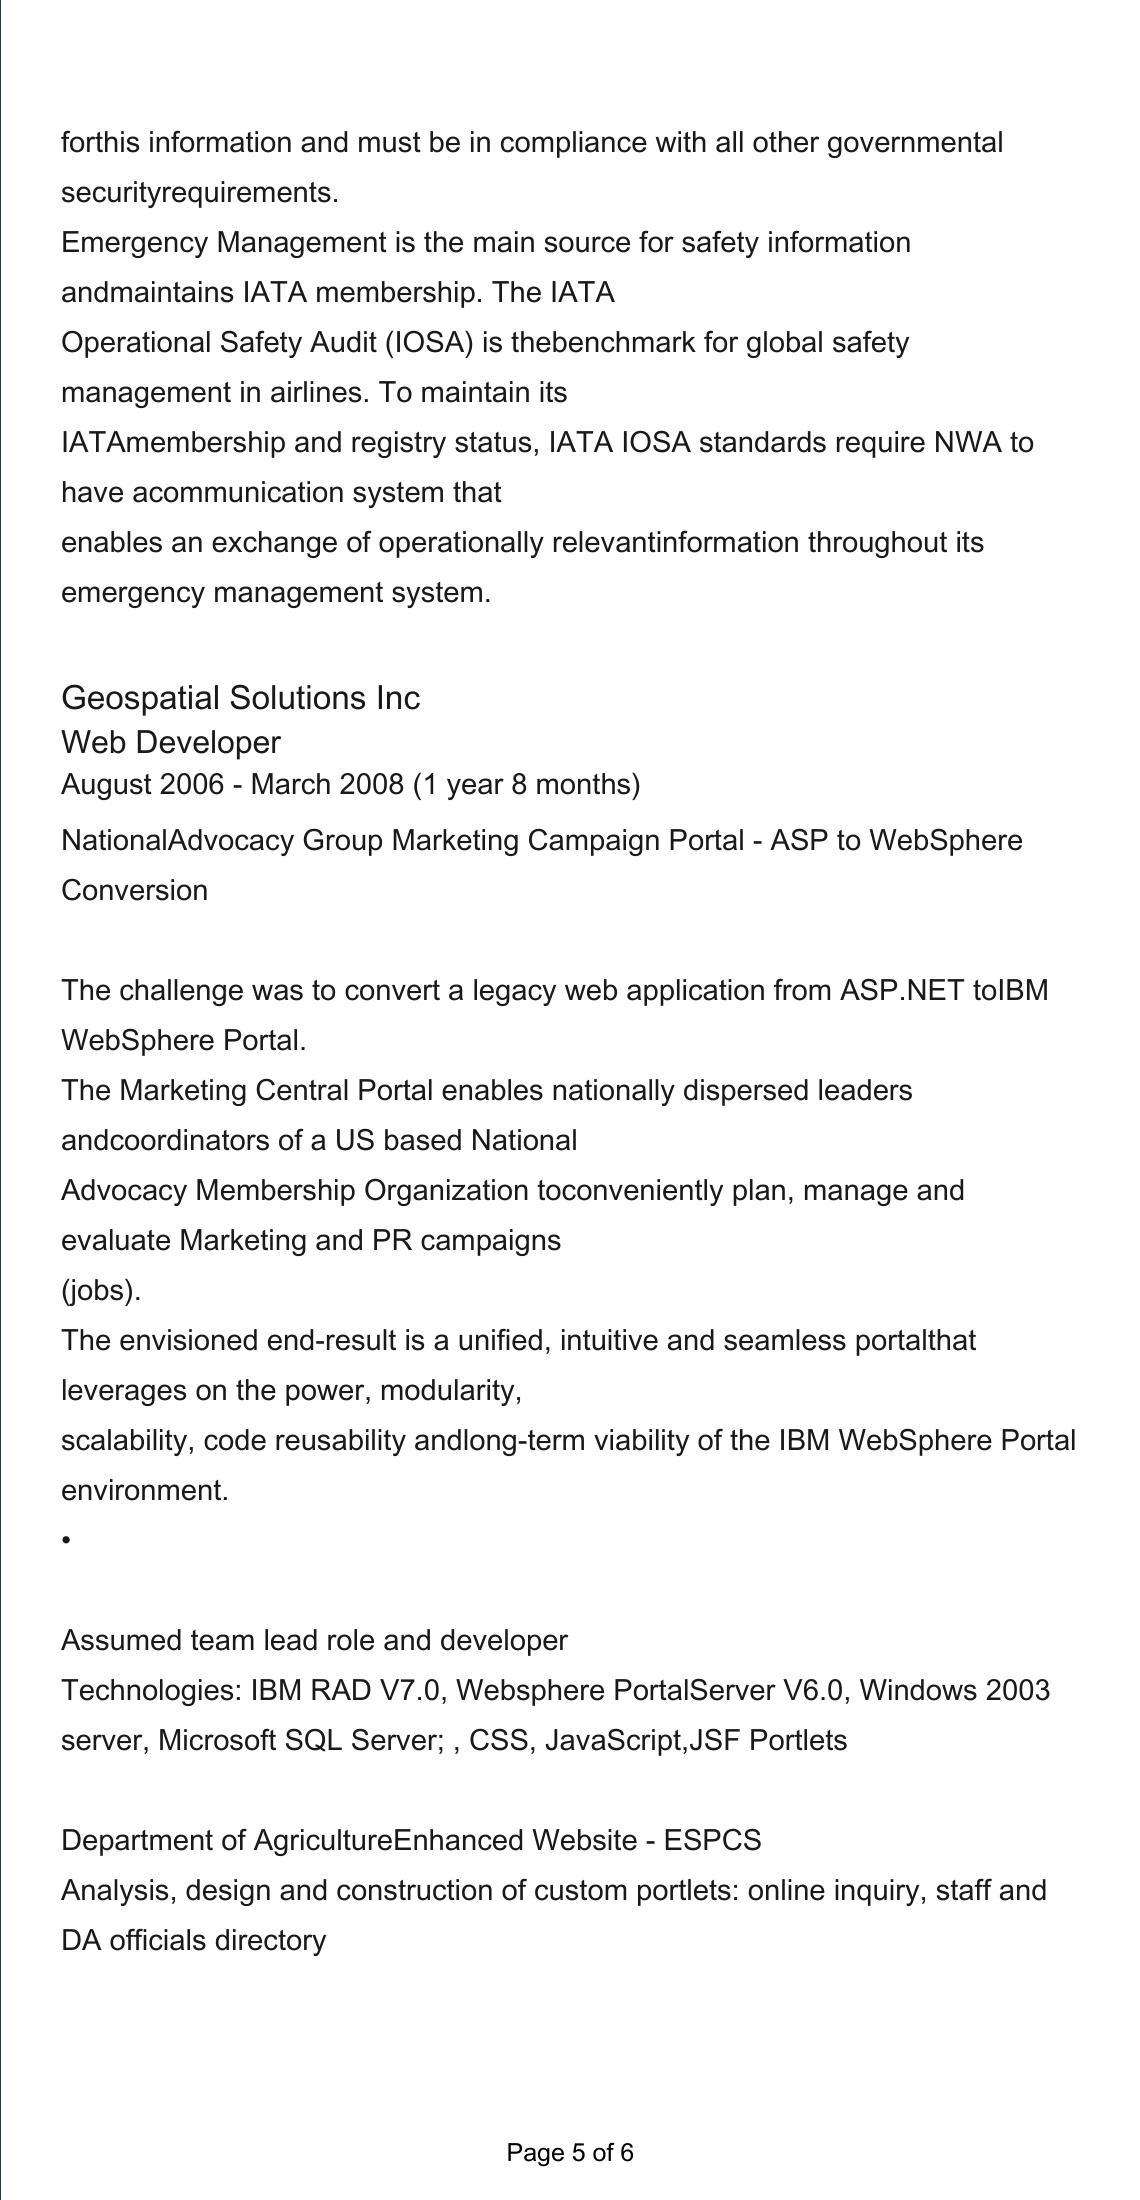 forthis information and must be in compliance with all other governmental
securityrequirements.
Emergency Management is the main source for safety information
andmaintains IATA membership. The IATA
Operational Safety Audit (IOSA) is thebenchmark for global safety
management in airlines. To maintain its
IATAmembership and registry status, IATA IOSA standards require NWA to
have acommunication system that
enables an exchange of operationally relevantinformation throughout its
emergency management system.
Geospatial Solutions Inc
Web Developer
August 2006 - March 2008 (1 year 8 months)
NationalAdvocacy Group Marketing Campaign Portal - ASP to WebSphere
Conversion
The challenge was to convert a legacy web application from ASP.NET toIBM
WebSphere Portal.
The Marketing Central Portal enables nationally dispersed leaders
andcoordinators of a US based National
Advocacy Membership Organization toconveniently plan, manage and
evaluate Marketing and PR campaigns
(jobs).
The envisioned end-result is a unified, intuitive and seamless portalthat
leverages on the power, modularity,
scalability, code reusability andlong-term viability of the IBM WebSphere Portal
environment.
•
Assumed team lead role and developer
Technologies: IBM RAD V7.0, Websphere PortalServer V6.0, Windows 2003
server, Microsoft SQL Server; , CSS, JavaScript,JSF Portlets
Department of AgricultureEnhanced Website - ESPCS
Analysis, design and construction of custom portlets: online inquiry, staff and
DA officials directory
Page 5 of 6